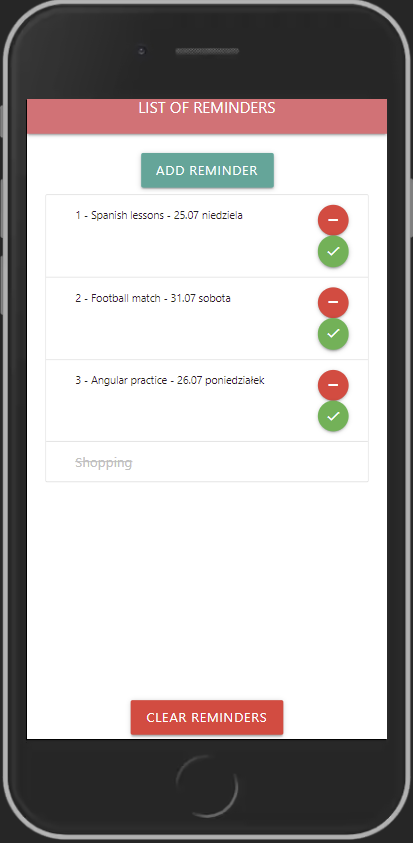 LIST OF REMINDERS
ADD REMINDER
1 - Spanish lessons - 25.07 niedziela
2 - Football match - 31.07 sobota
3 - Angular practice - 26.07 poniedziałek
Shopping
CLEAR REMINDERS